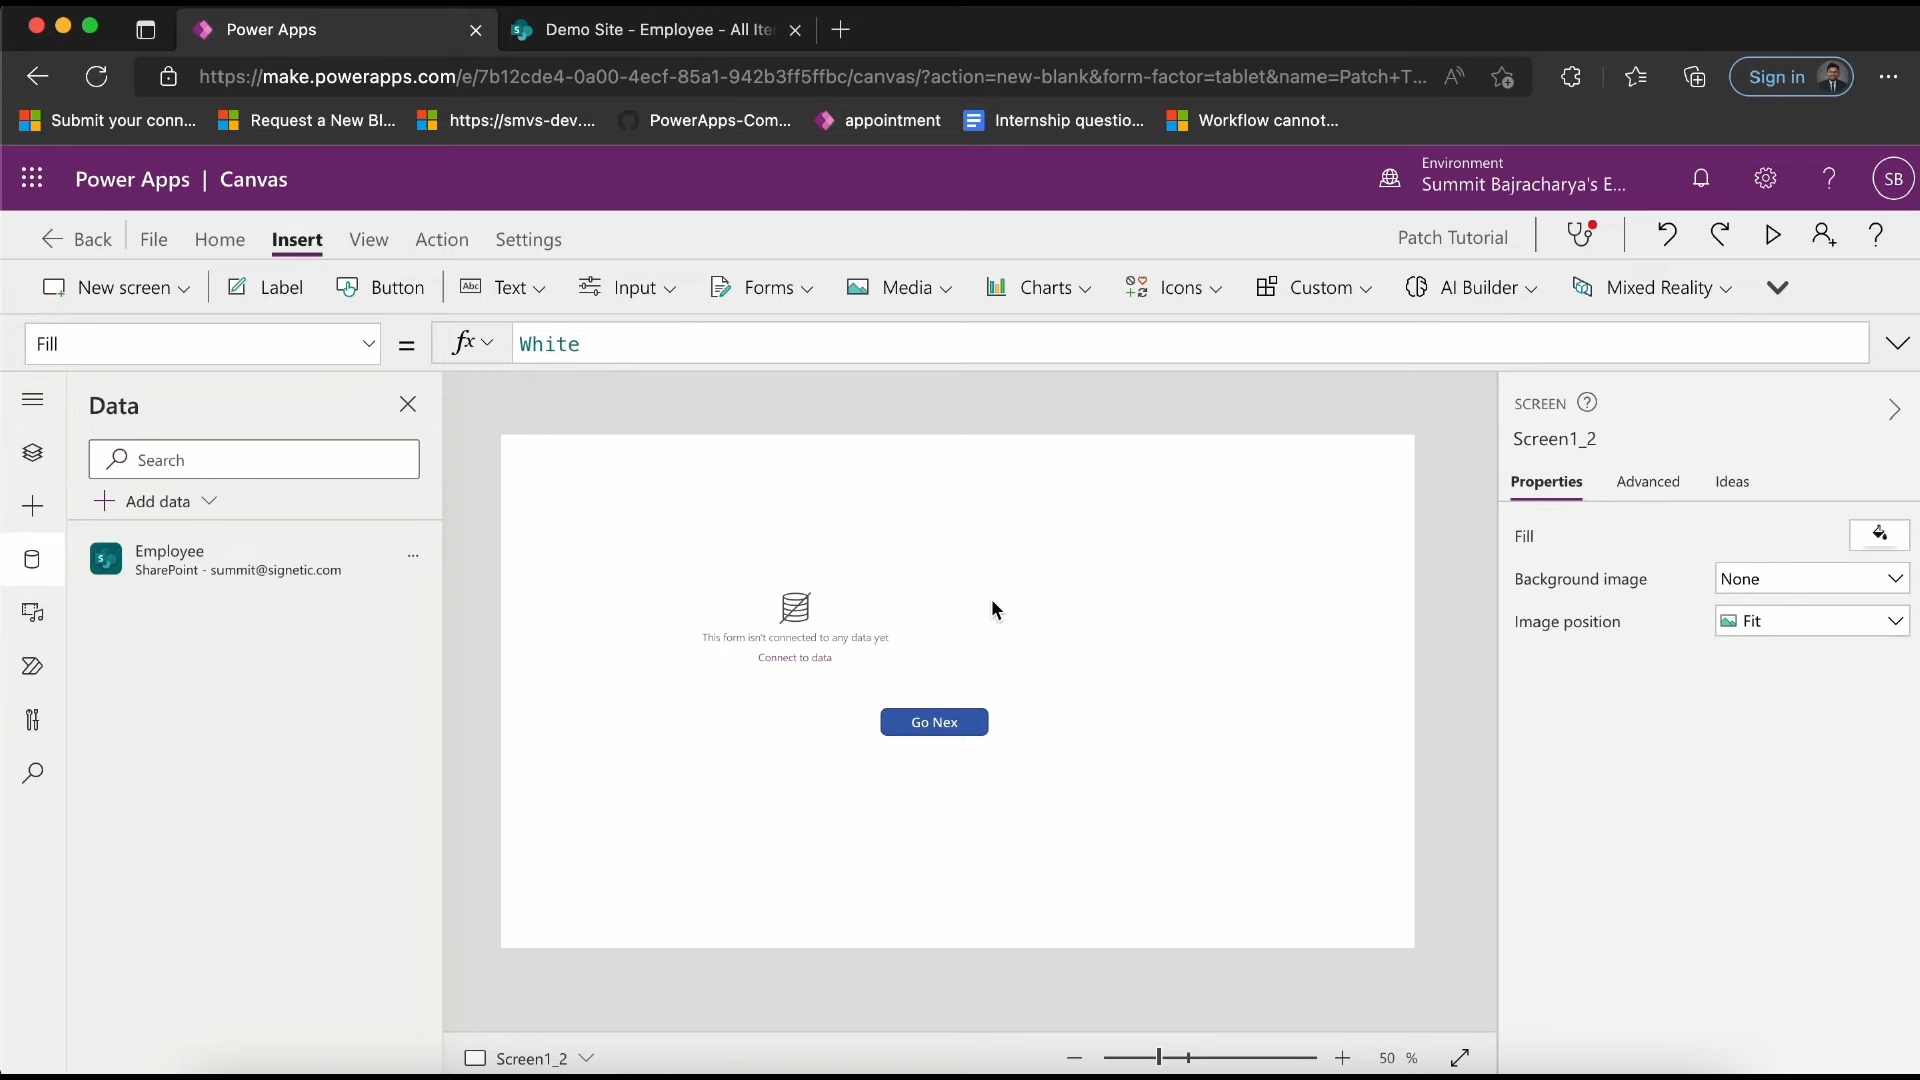 Power Apps
Demo Site - Employee - All Ite
https://make.powerapps.com/e/7b12cde4-0a00-4ecf-85a1-942b3ff5ffbc/canvas/?action=new-blank&form-factor=tablet&name=Patch+T...
Sign in
Submit your conn...
Request a New BI...
https://smvs-dev....
PowerApps-Com...
appointment
Internship questio...
Workflow cannot...
Power Apps | Canvas
Environment
Summit Bajracharya's E...
SB
Back
File
Home
Insert
View
Action
Settings
Patch Tutorial
New screen
Label
Button
Abc
Text
Input
Forms
Media
Charts
Icons
Custom
AI Builder
Mixed Reality
Fill
=
fx
White
Data
Search
Add data
Employee
SharePoint - summit@signetic.com
This form isn't connected to any data yet
Connect to data
Go Nex
SCREEN
Screen1_2
Properties
Advanced
Ideas
Fill
Background image
None
Image position
Fit
Screen1_2
50 %